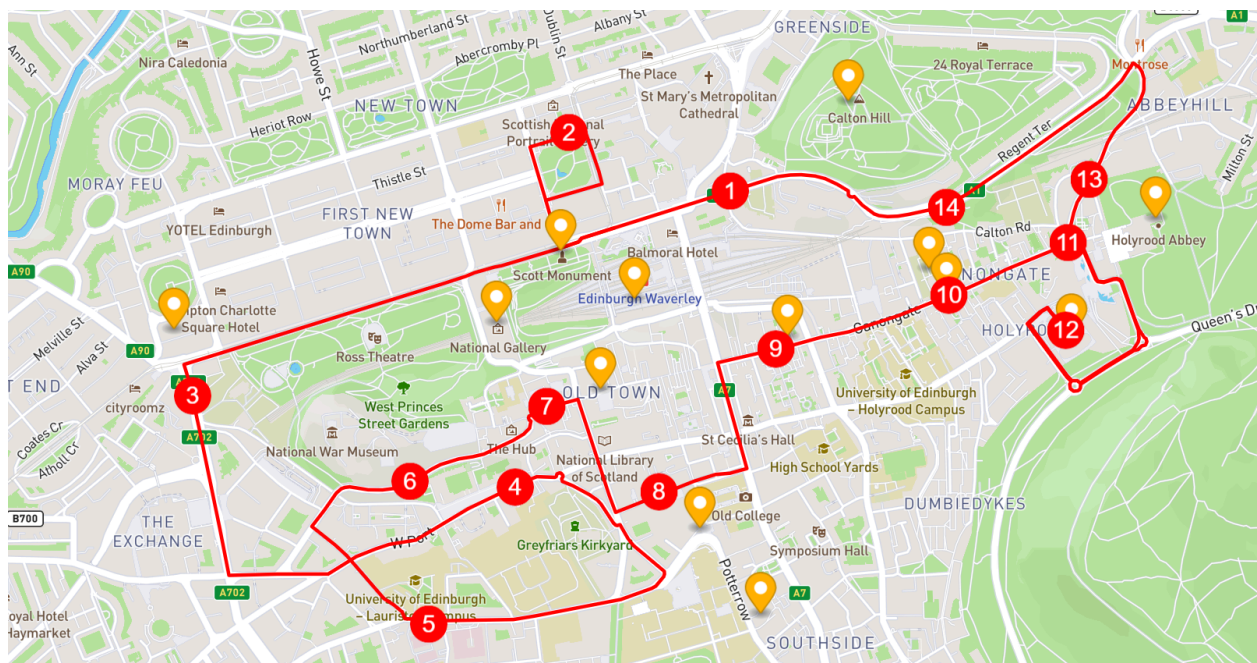 Ann St
Nira Caledonia
Howe St
Northumberland St
Abercromby Pl
Dublin St
Albany St
GREENSIDE
A1
Montrose
24 Royal Terrace
The Place
St Mary's Metropolitan
Cathedral
NEW TOWN
Heriot Row
Scottish
Portrait
2
Calton Hill
ABBEYHILL
Regent Ter
Milton St
MORAY FEU
Thistle St
FIRST NEW
TOWN
YOTEL Edinburgh
The Dome Bar and
1
14
A1
13
Calton Rd
Holyrood Abbey
11
A90
Balmoral Hotel
Scott Monument
Edinburgh Waverley
NONGATE
10
Canongate
HOLYRO
12
Queen's D
Charlotte
Square Hotel
Melville St
Alva St
A90
Ross Theatre
National Gallery
9
A7
University of Edinburgh
– Holyrood Campus
T END
cityroomz
3
A702
Coates Cr
Atholl Cr
West Princes
Street Gardens
7
OLD TOWN
National War Museum
The Hub
National Library
of Scotland
St Cecilia's Hall
High School Yards
6
4
8
Old College
DUMBIEDYKES
B700
THE
EXCHANGE
W Port
Greyfriars Kirkyard
Symposium Hall
A702
University of Edinburgh
– Lauriston Campus
5
Potterrow
A7
SOUTHSIDE
oyal Hotel
Haymarket